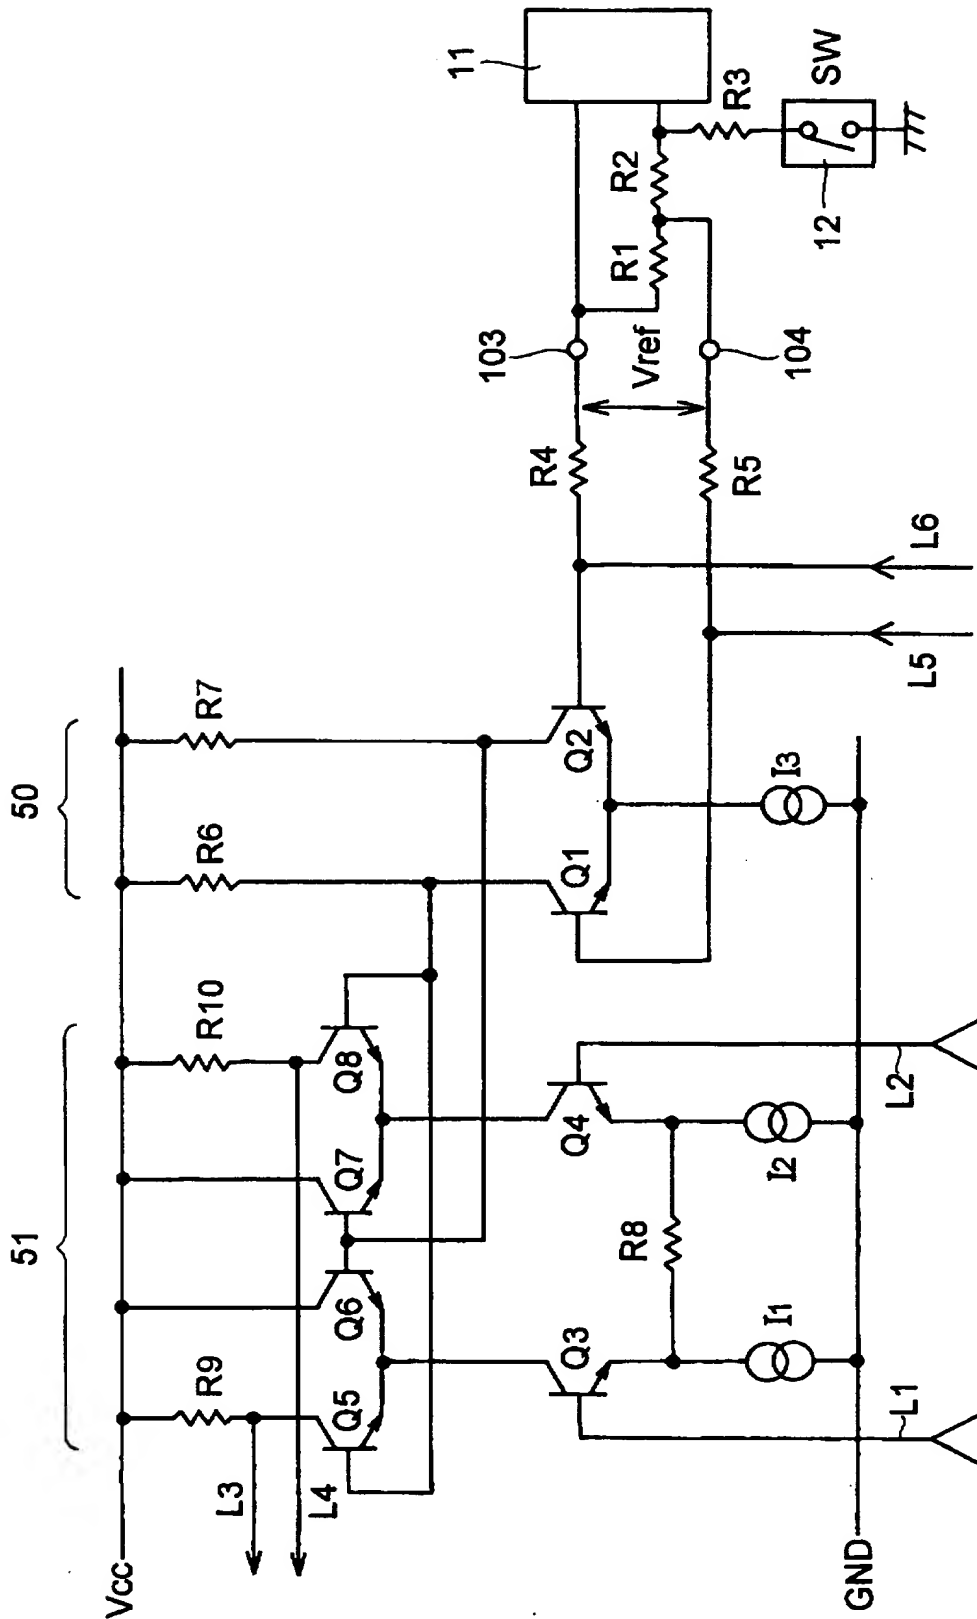 50
51
Vcc
R9
R10
R6
R7
L3
L4
Q5
Q6
Q7
Q8
Q3
Q4
Q1
Q2
R8
I1
I2
I3
GND
L1
L2
L5
L6
R4
R5
Vref
103
104
R1
R2
R3
11
12
SW